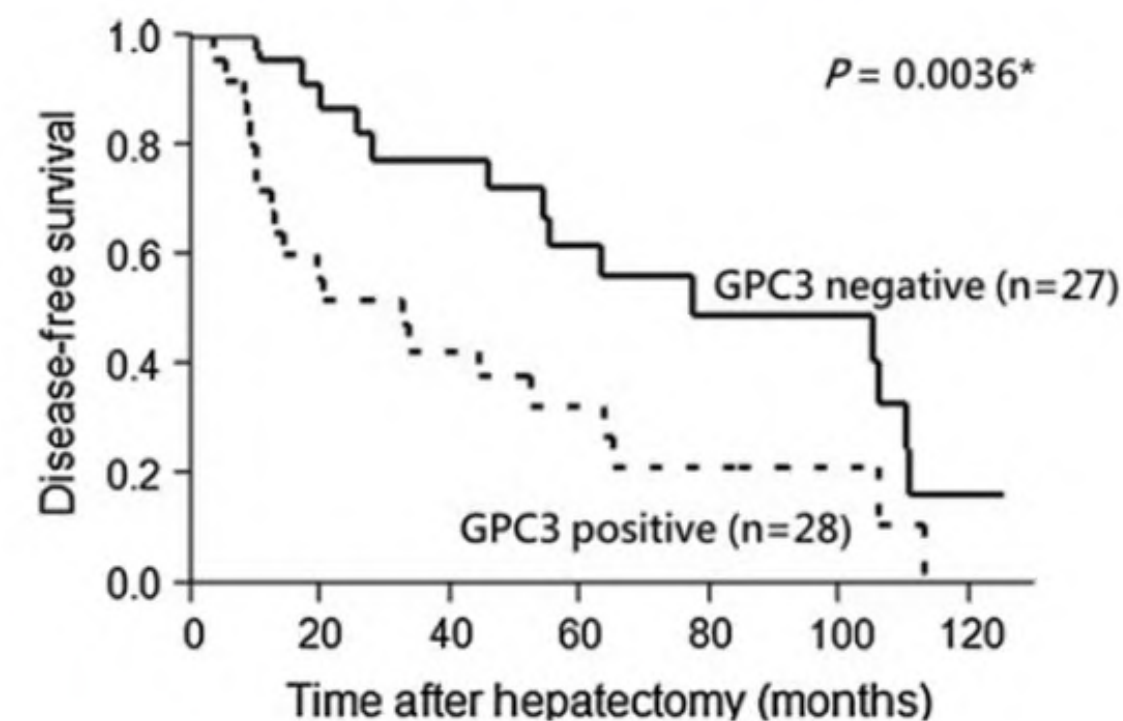 Disease-free survival
1.0
0.8
0.6
0.4
0.2
0.0
P = 0.0036*
GPC3 negative (n=27)
GPC3 positive (n=28)
0 20 40 60 80 100 120
Time after hepatectomy (months)